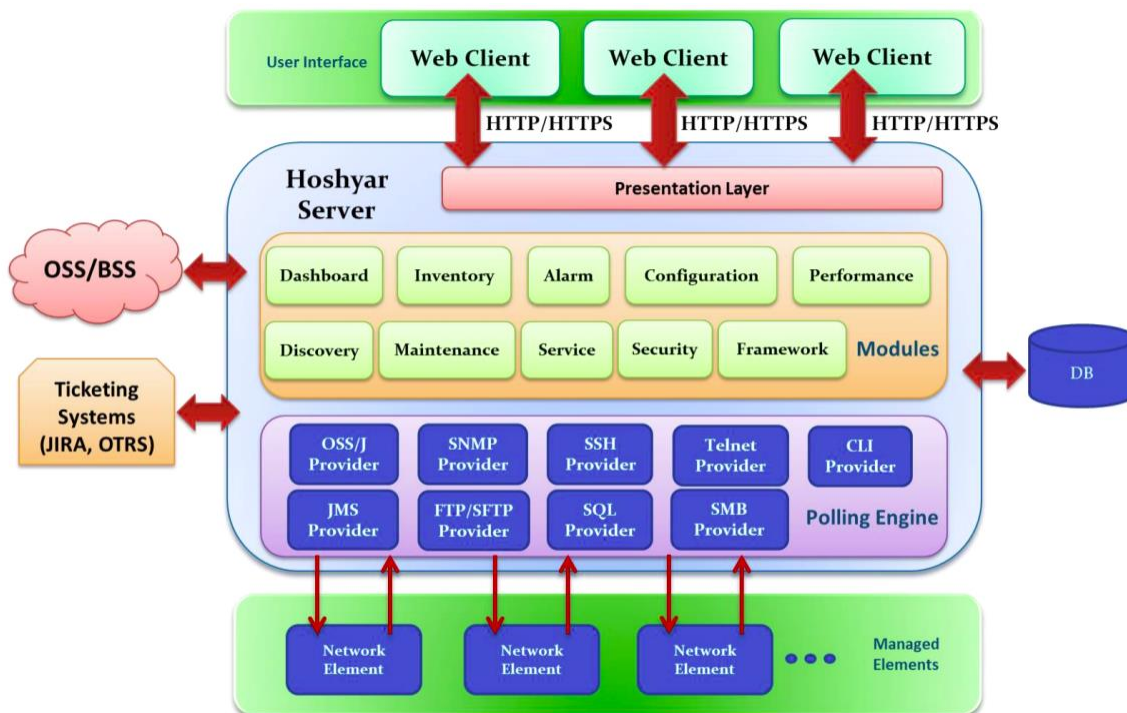 User Interface
Web Client
Web Client
Web Client
HTTP/HTTPS
HTTP/HTTPS
HTTP/HTTPS
Hoshyar
Server
Presentation Layer
OSS/BSS
Dashboard
Inventory
Alarm
Configuration
Performance
Discovery
Maintenance
Service
Security
Framework
Modules
DB
Ticketing
Systems
(JIRA, OTRS)
OSS/J
Provider
SNMP
Provider
SSH
Provider
Telnet
Provider
CLI
Provider
JMS
Provider
FTP/SFTP
Provider
SQL
Provider
SMB
Provider
Polling Engine
Network
Element
Network
Element
Network
Element
Managed
Elements